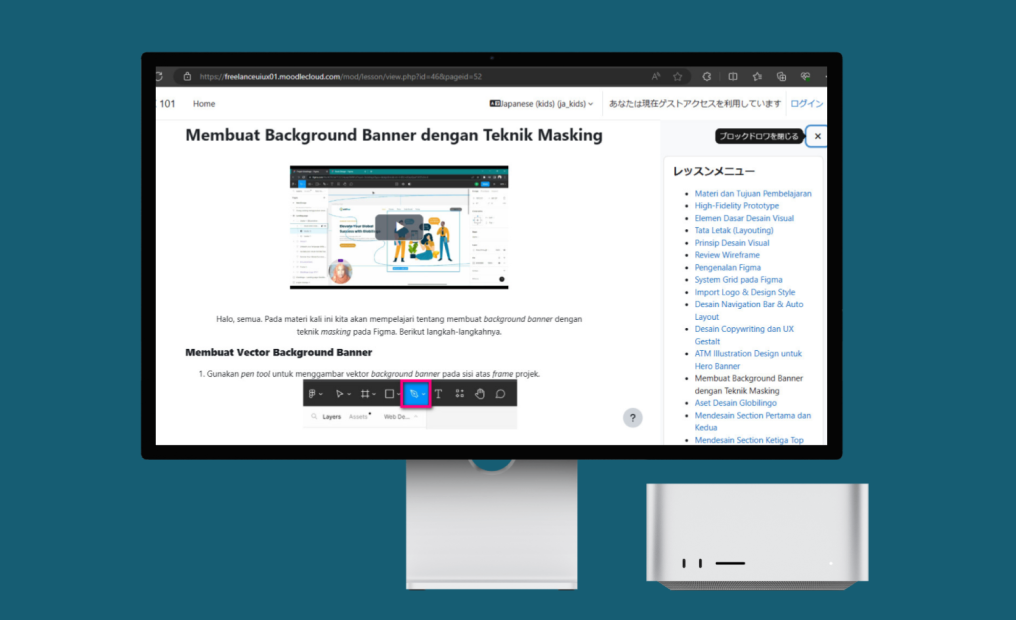 https://freelanceuiux01.moodlecloud.com/mod/lesson/view.php?id=46&pageid=52
101 Home Japanese (kids) (ja_kids) あなたは現在ゲストアクセスを利用しています ログイン
Membuat Background Banner dengan Teknik Masking
Halo, semua. Pada materi kali ini kita akan mempelajari tentang membuat background banner dengan
teknik masking pada Figma. Berikut langkah-langkahnya.
Membuat Vector Background Banner
1. Gunakan pen tool untuk menggambar vektor background banner pada sisi atas frame projek.
Layers Assets Web De...
?
ブロックドロワを閉じる
レッスンメニュー
Materi dan Tujuan Pembelajaran
High-Fidelity Prototype
Elemen Dasar Desain Visual
Tata Letak (Layouting)
Prinsip Desain Visual
Review Wireframe
Pengenalan Figma
System Grid pada Figma
Import Logo & Design Style
Desain Navigation Bar & Auto
Layout
Desain Copywriting dan UX
Gestalt
ATM Illustration Design untuk
Hero Banner
Membuat Background Banner
dengan Teknik Masking
Aset Desain Globilingo
Mendesain Section Pertama dan
Kedua
Mendesain Section Ketiga Top